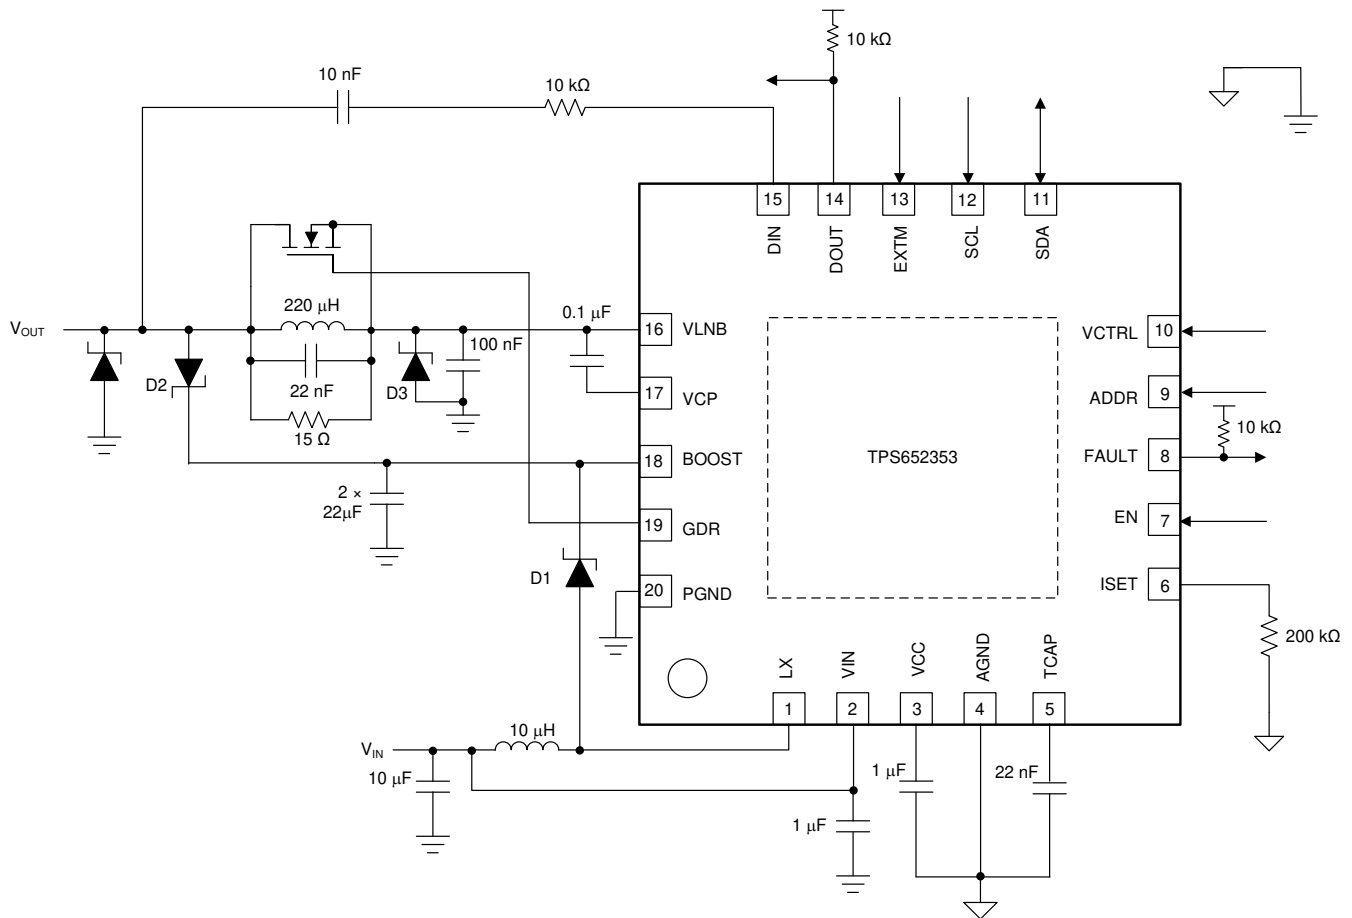 10 kΩ
10 nF
10 kΩ
15
14
13
12
11
DIN
DOUT
EXTM
SCL
SDA
220 μH
0.1 μF
V_OUT
16
VLNB
VCTRL
10
100 nF
D2
22 nF
D3
17
VCP
ADDR
9
15 Ω
10 kΩ
18
BOOST
TPS652353
FAULT
8
2 ×
22μF
19
GDR
EN
7
D1
20
PGND
ISET
6
200 kΩ
LX
VIN
VCC
AGND
TCAP
1
2
3
4
5
10 μH
V_IN
10 μF
1 μF
22 nF
1 μF